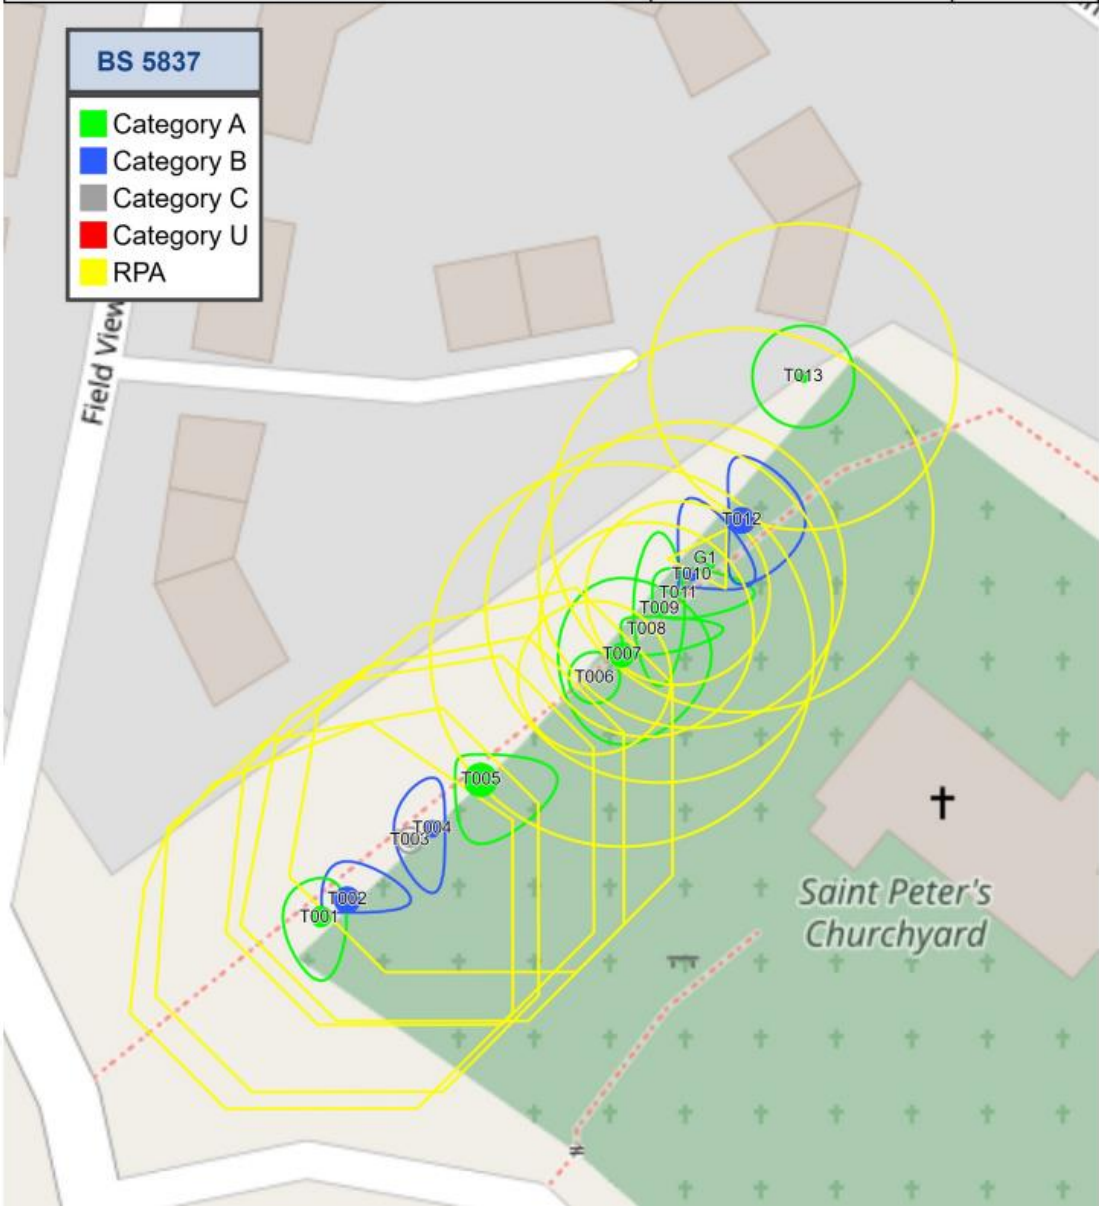 BS 5837
Category A
Category B
Category C
Category U
RPA
Field View
T013
T012
G1
T010
T011
T009
T008
T007
T006
T005
T004
T003
T002
T001
Saint Peter's
Churchyard